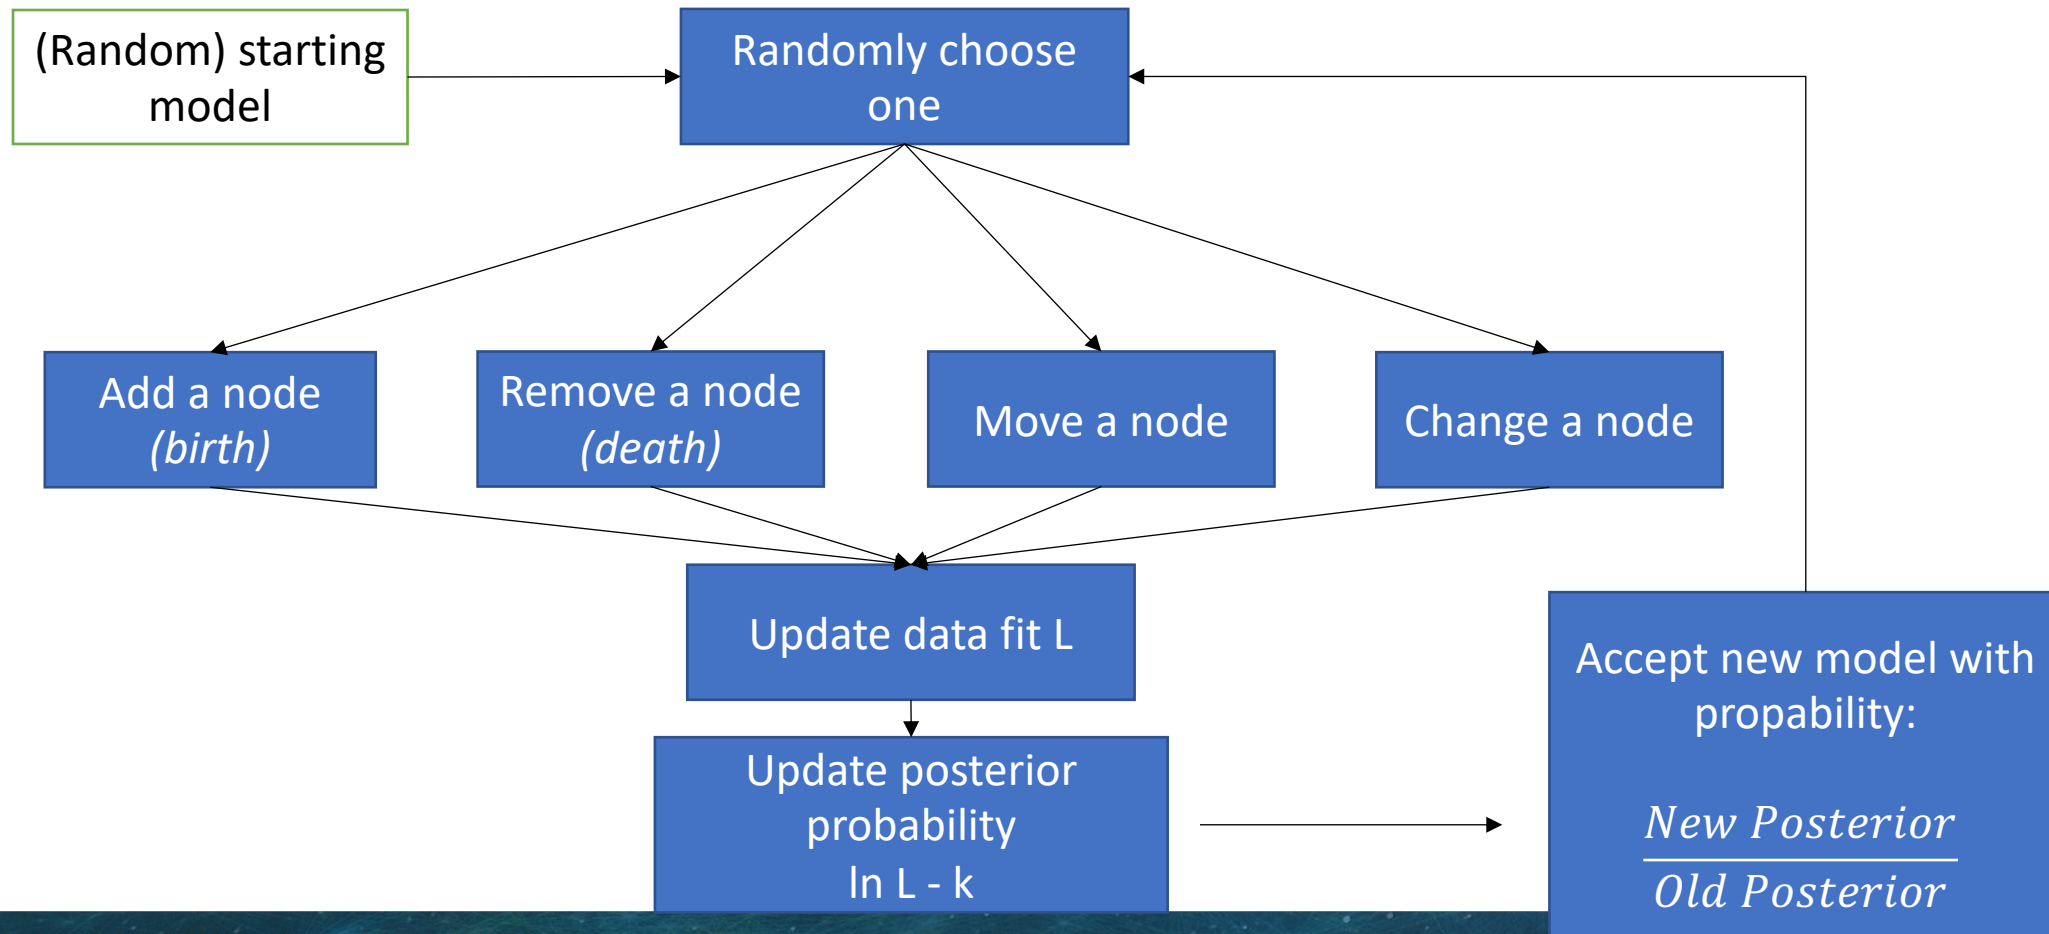 (Random) starting
model
Randomly choose
one
Add a node
(birth)
Remove a node
(death)
Move a node
Change a node
Update data fit L
Update posterior
probability
ln L - k
Accept new model with
propability:
New Posterior
Old Posterior